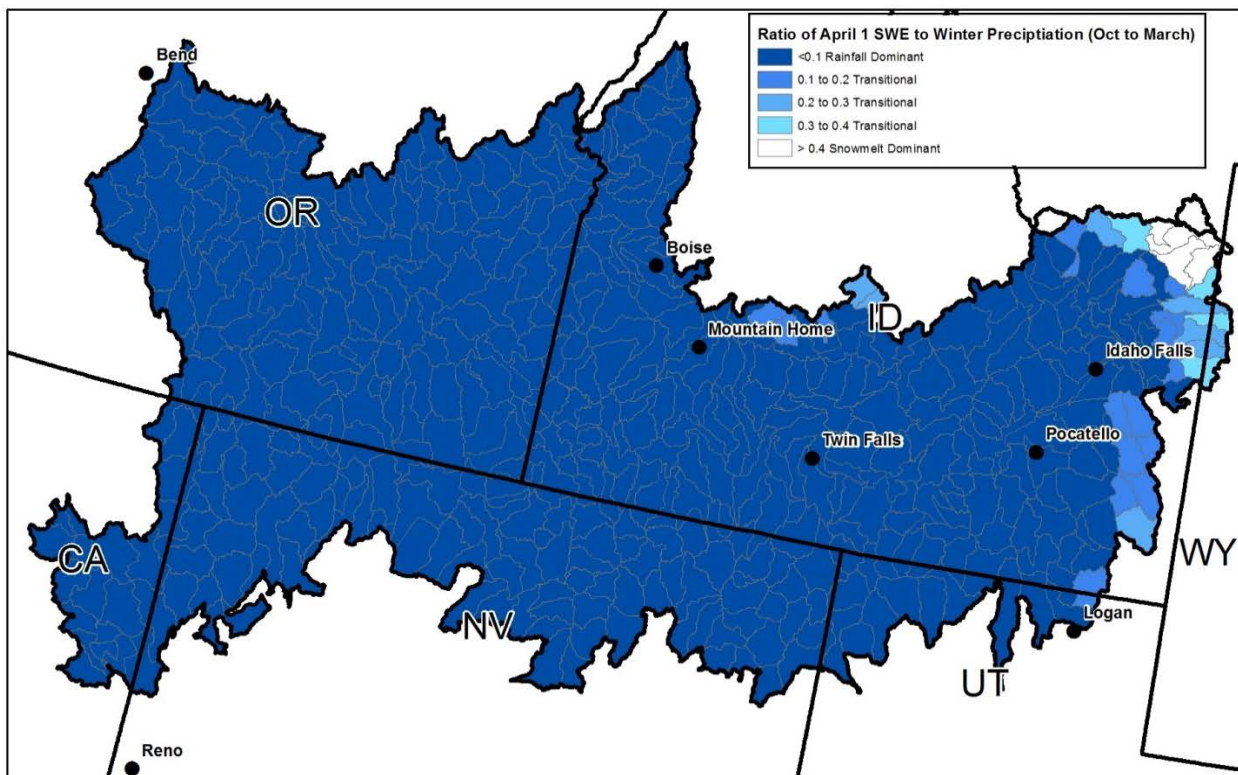 Ratio of April 1 SWE to Winter Preciptiation (Oct to March)
<0.1 Rainfall Dominant
0.1 to 0.2 Transitional
0.2 to 0.3 Transitional
0.3 to 0.4 Transitional
> 0.4 Snowmelt Dominant
Bend
OR
Boise
ID
Mountain Home
Idaho Falls
Twin Falls
Pocatello
CA
WY
NV
Logan
UT
Reno